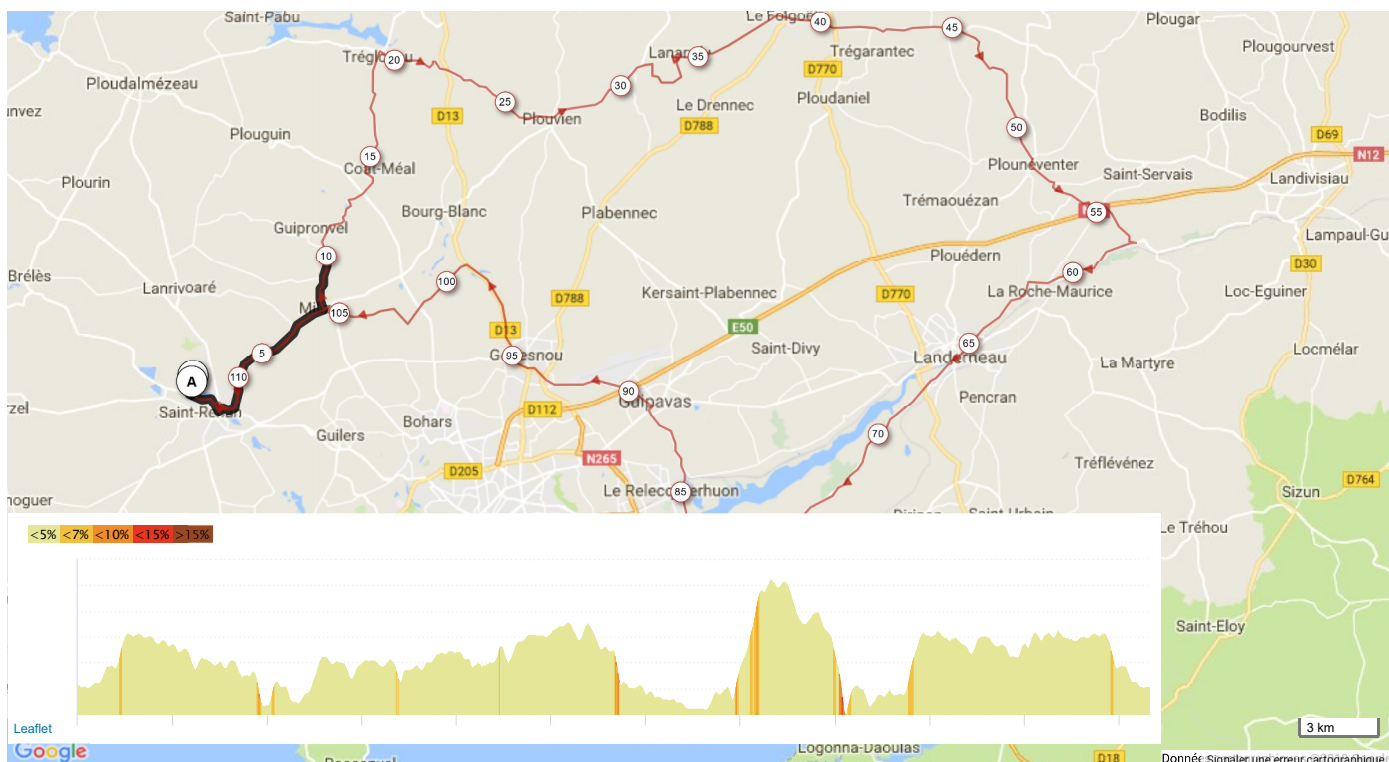 Saint-Pabu
Le Folgoë
40
45
Plougar
Tréglonou
20
Lanarvily
35
Trégarantec
Plougourvest
D770
Ploudalmézeau
30
Ploudaniel
25
Le Drennec
D13
Plouvien
D788
Bodilis
50
D69
Plouguin
15
Coat-Méal
Plounéventer
N12
Saint-Servais
Landivisiau
Plourin
Trémaouézan
Bourg-Blanc
Plabennec
55
Guipronvel
Lampaul-Gu
10
Plouédern
D30
Brélès
60
Lanrivoaré
100
Kersaint-Plabennec
D770
La Roche-Maurice
Loc-Eguiner
D788
105
E50
D13
65
5
95
Gouesnou
Saint-Divy
Landerneau
Locmélar
La Martyre
A
110
90
Guipavas
Pencran
Saint-Renan
D112
Bohars
Guilers
70
N265
Tréflévénez
D205
D764
Le Relecq-Kerhuon
85
Sizun
Saint-Urbain
Le Tréhou
<5% <7% <10% <15% >15%
Saint-Eloy
Leaflet
3 km
Google
Logonna-Daoulas
D18
Signaler une erreur cartographique